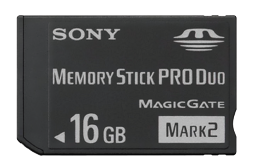 SONY
MEMORY STICK PRO DUO
MAGICGATE
16 GB MARK2